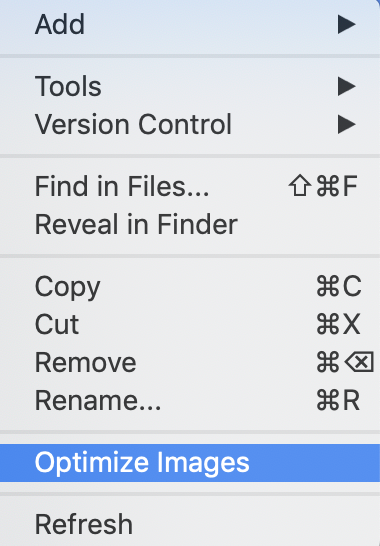 Add ▶
Tools ▶
Version Control ▶
Find in Files... ⇧⌘F
Reveal in Finder
Copy ⌘C
Cut ⌘X
Remove ⌘⌫
Rename... ⌘R
Optimize Images
Refresh